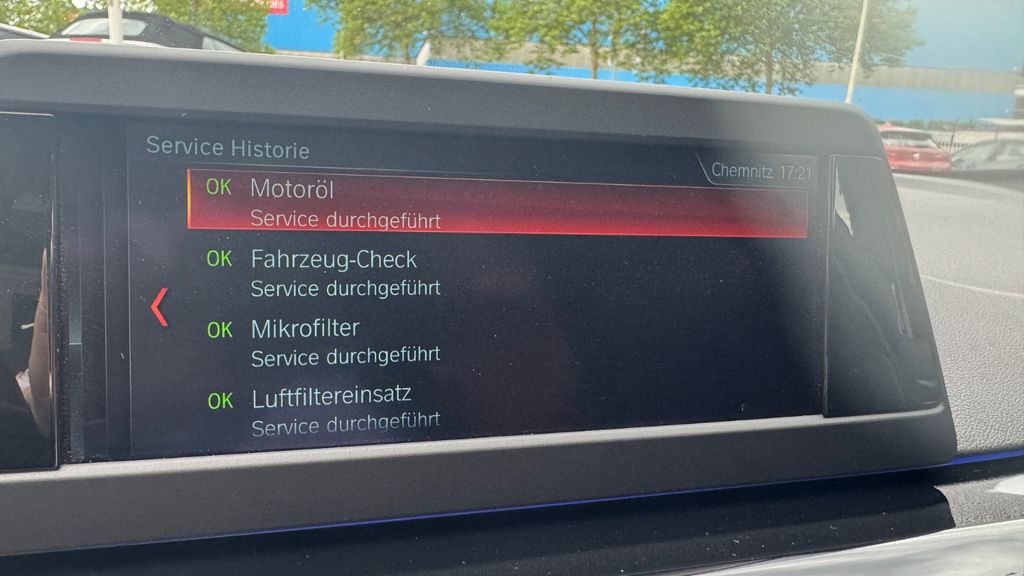 Service Historie
Chemnitz 17:21
OK Motoröl
Service durchgeführt
OK Fahrzeug-Check
Service durchgeführt
OK Mikrofilter
Service durchgeführt
OK Luftfiltereinsatz
Service durchgeführt